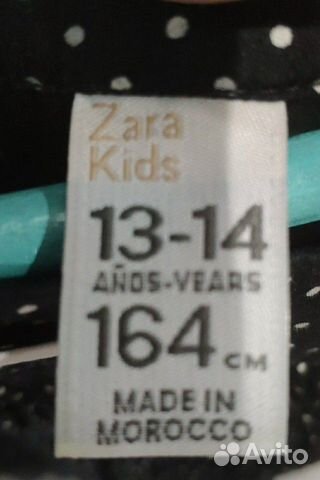 Zara
Kids
13-14
AÑOS-YEARS
164 CM
MADE IN
MOROCCO
Avito